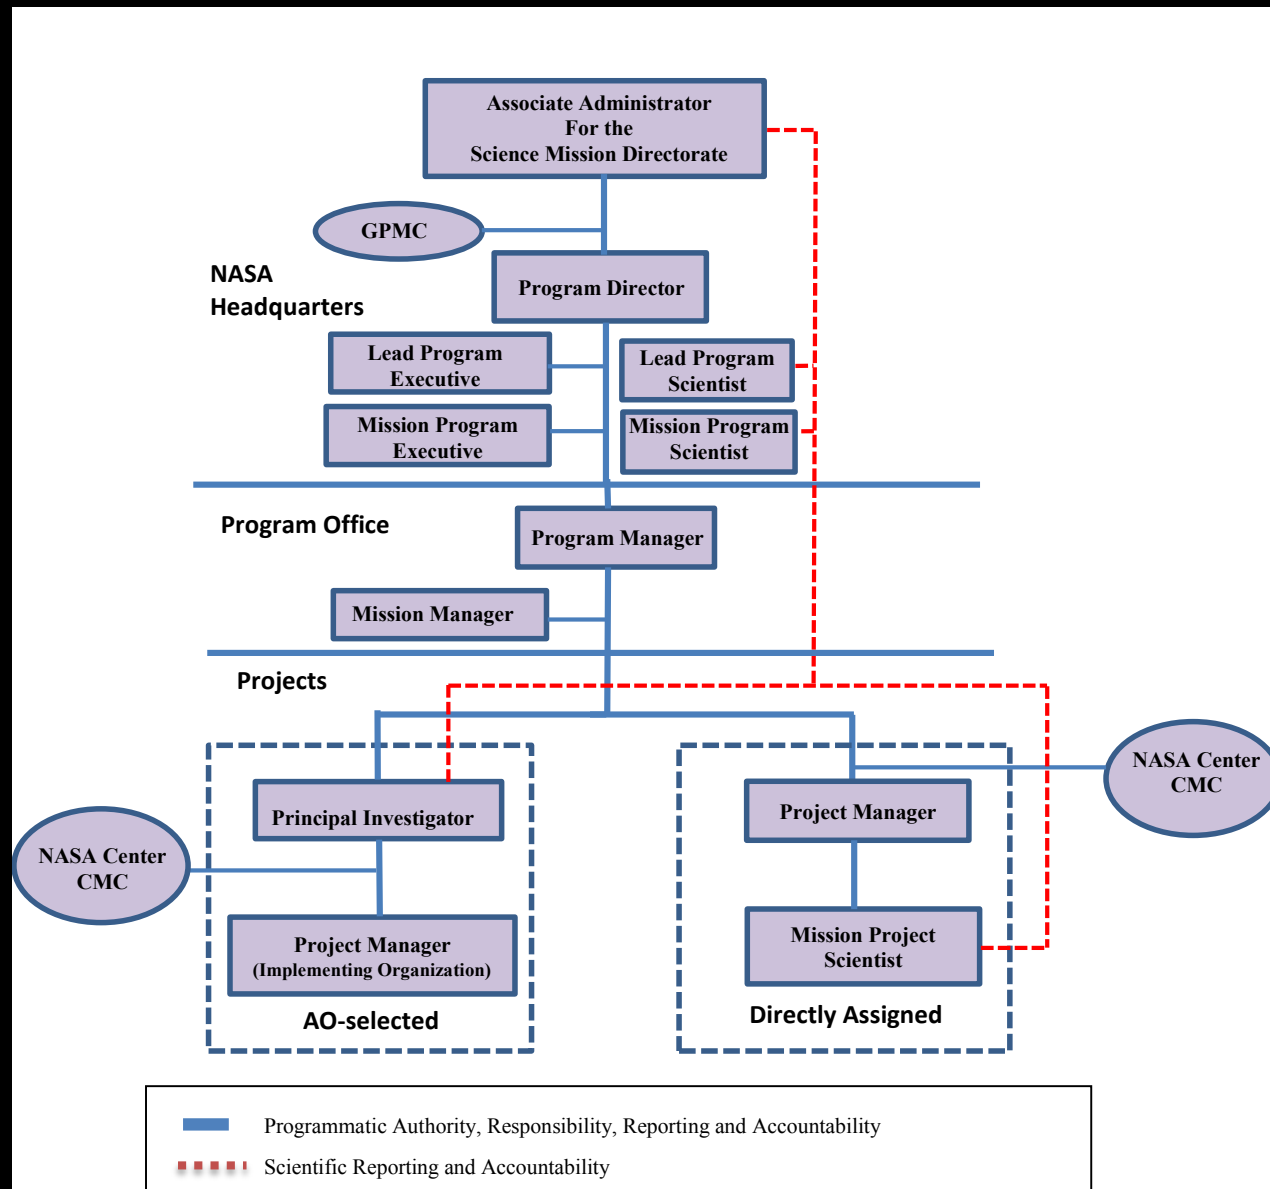 Associate Administrator
For the
Science Mission Directorate
GPMC
NASA
Headquarters
Program Director
Lead Program
Executive
Lead Program
Scientist
Mission Program
Executive
Mission Program
Scientist
Program Office
Program Manager
Mission Manager
Projects
NASA Center
CMC
Principal Investigator
Project Manager
NASA Center
CMC
Project Manager
(Implementing Organization)
Mission Project
Scientist
AO-selected
Directly Assigned
Programmatic Authority, Responsibility, Reporting and Accountability
Scientific Reporting and Accountability